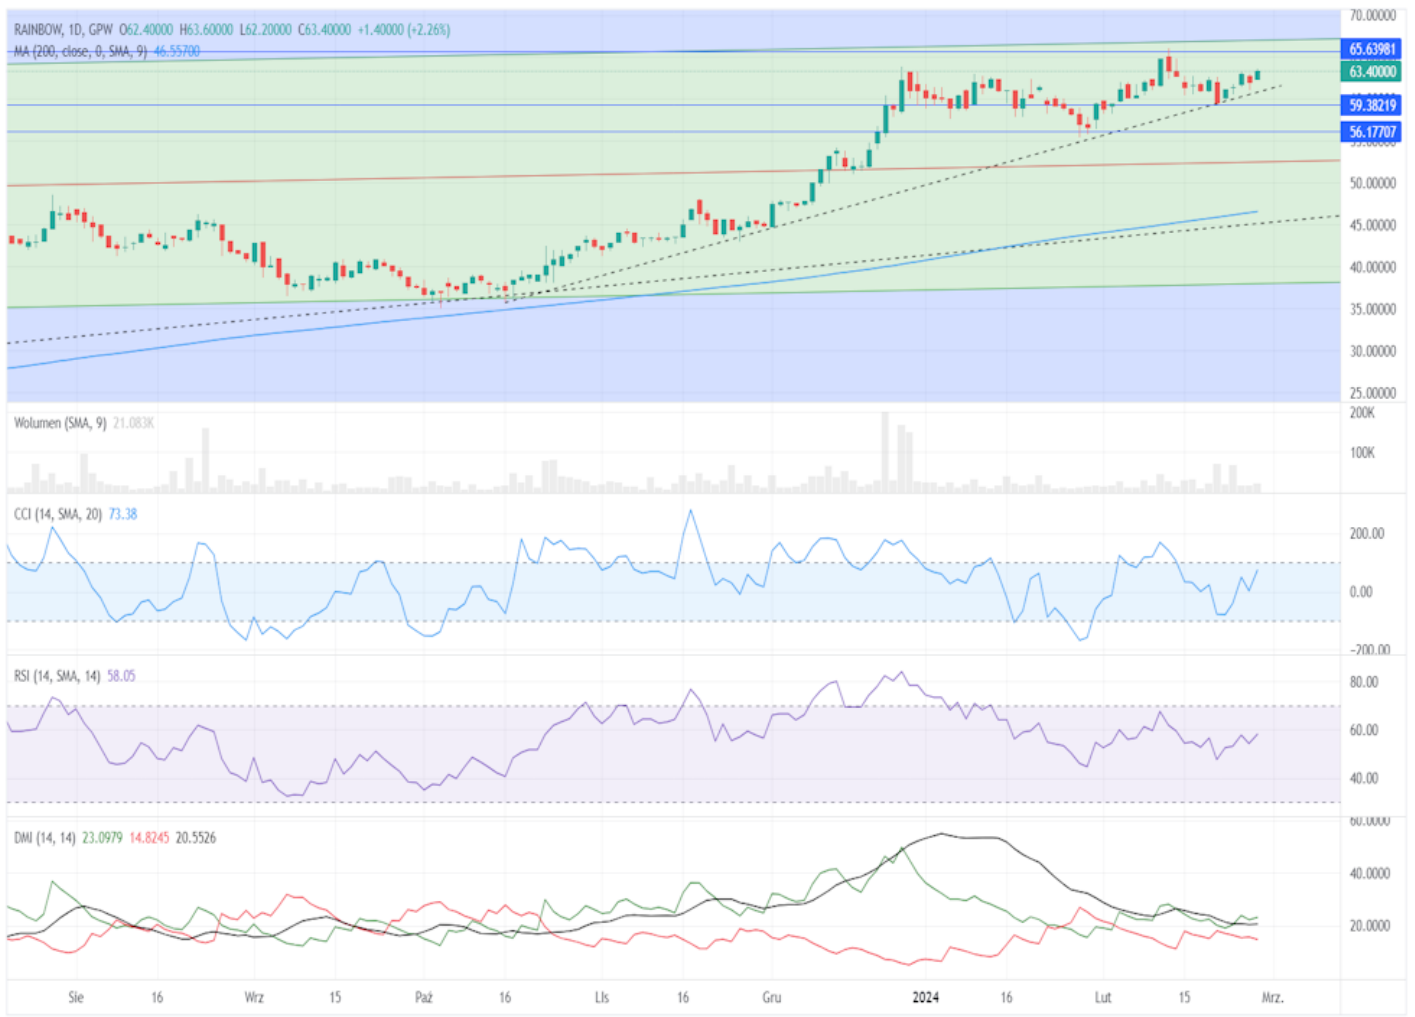 RAINBOW, 1D, GPW O62.40000 H63.60000 L62.20000 C63.40000 +1.40000 (+2.26%)
MA (200, close, 0, SMA, 9) 46.55700
70.00000
65.63981
63.40000
59.38219
56.17707
50.00000
45.00000
40.00000
35.00000
30.00000
25.00000
Wolumen (SMA, 9) 21.083K
200K
100K
CCI (14, SMA, 20) 73.38
200.00
0.00
-200.00
RSI (14, SMA, 14) 58.05
80.00
60.00
40.00
DMI (14, 14) 23.0979 14.8245 20.5526
60.0000
40.0000
20.0000
Sie 16 Wrz 15 Paź 16 Lis 16 Gru 2024 16 Lut 15 Mrz.